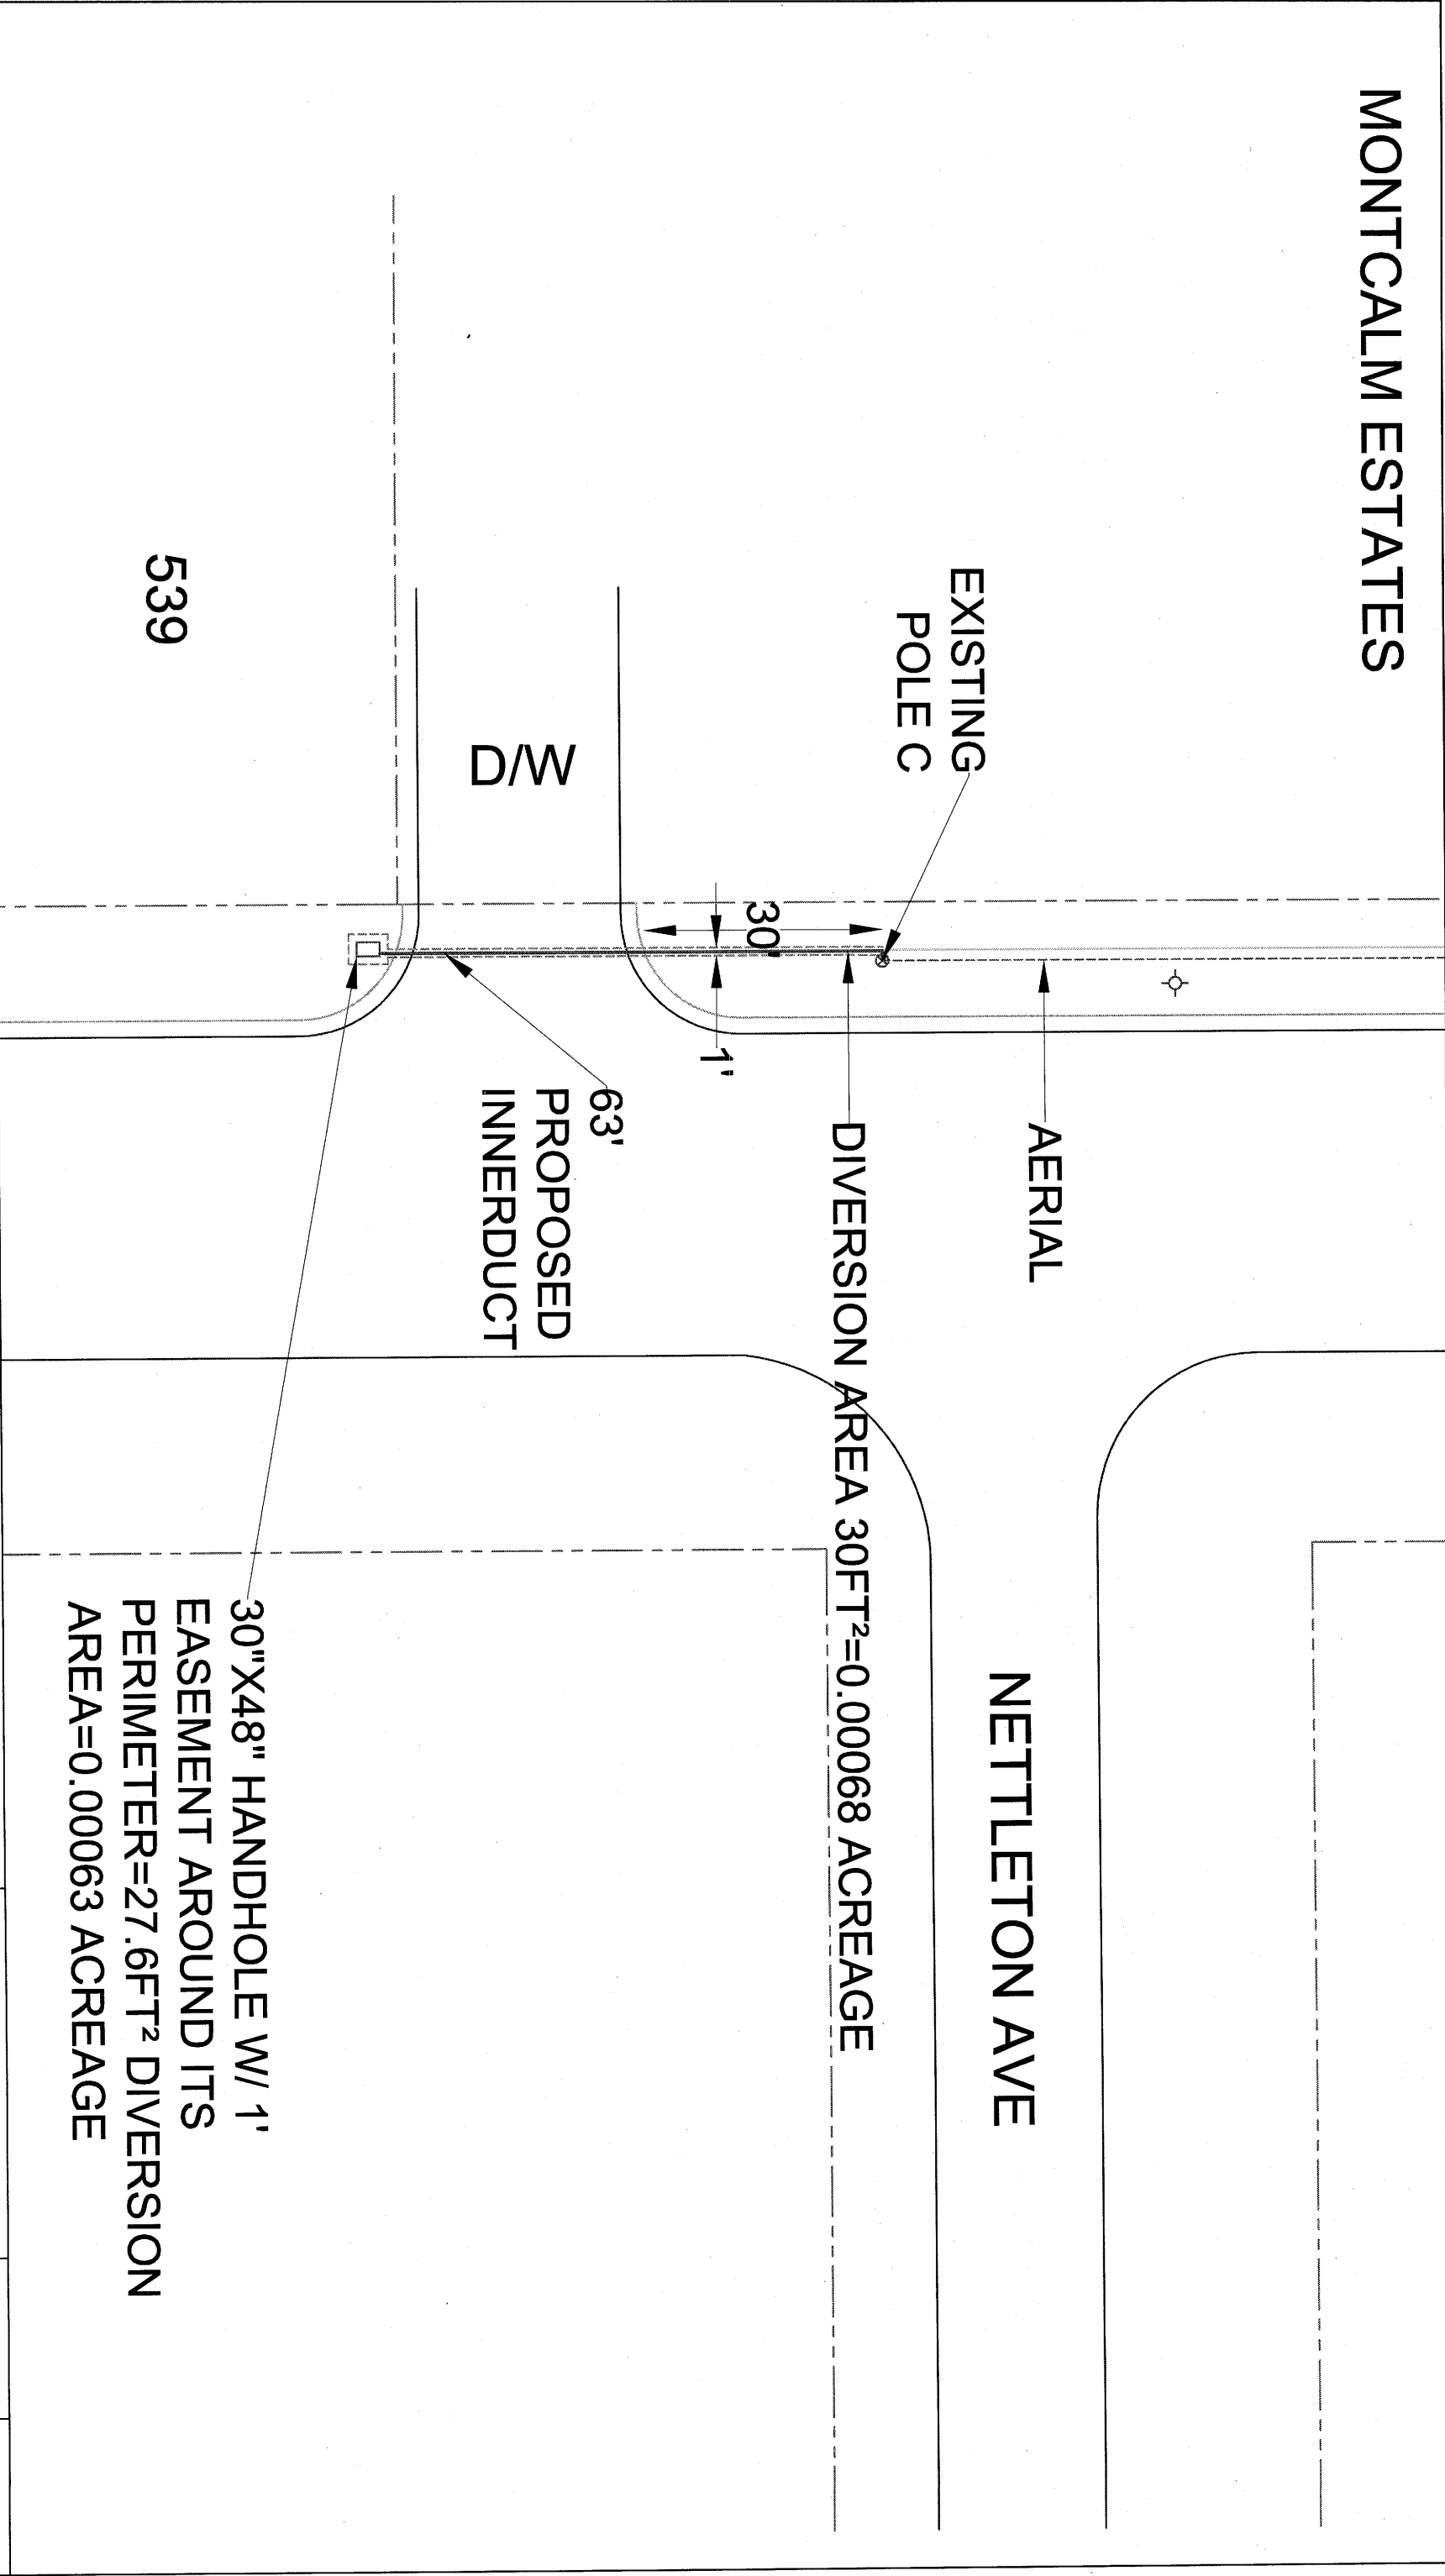 MONTCALM ESTATES
EXISTING
POLE C
AERIAL
NETTLETON AVE
DIVERSION AREA 30FT²=0.00068 ACREAGE
30'
1'
D/W
63'
PROPOSED
INNERDUCT
539
30"X48" HANDHOLE W/ 1'
EASEMENT AROUND ITS
PERIMETER=27.6FT² DIVERSION
AREA=0.00063 ACREAGE